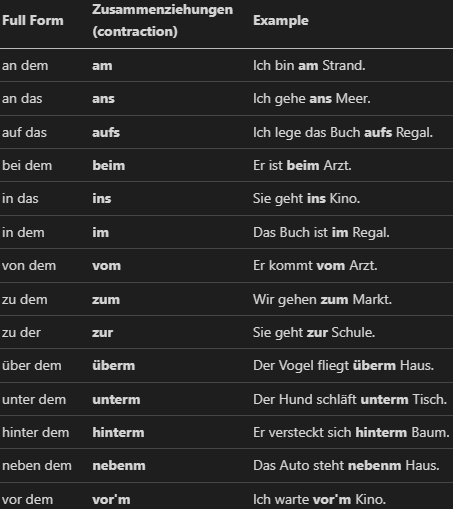 Full Form Zusammenziehungen (contraction) Example
an dem am Ich bin am Strand.
an das ans Ich gehe ans Meer.
auf das aufs Ich lege das Buch aufs Regal.
bei dem beim Er ist beim Arzt.
in das ins Sie geht ins Kino.
in dem im Das Buch ist im Regal.
von dem vom Er kommt vom Arzt.
zu dem zum Wir gehen zum Markt.
zu der zur Sie geht zur Schule.
über dem überm Der Vogel fliegt überm Haus.
unter dem unterm Der Hund schläft unterm Tisch.
hinter dem hinterm Er versteckt sich hinterm Baum.
neben dem nebenm Das Auto steht nebenm Haus.
vor dem vor'm Ich warte vor'm Kino.